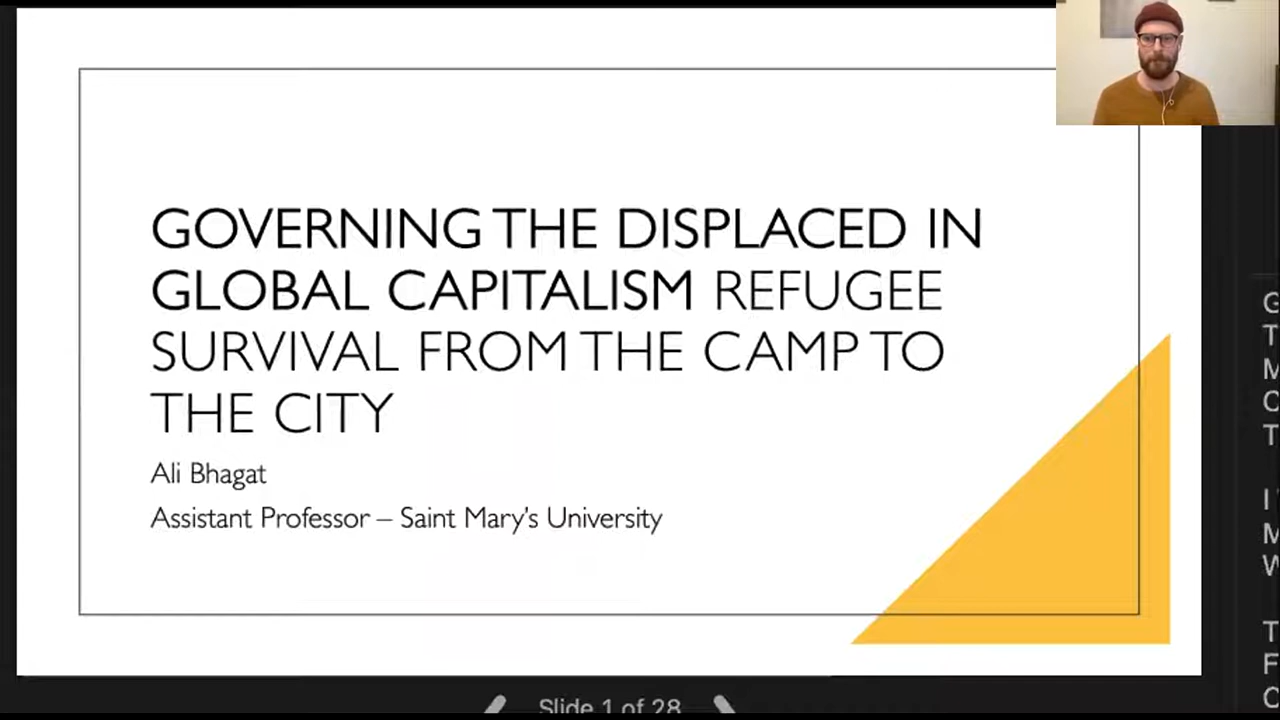 GOVERNING THE DISPLACED IN
GLOBAL CAPITALISM REFUGEE
SURVIVAL FROM THE CAMP TO
THE CITY
Ali Bhagat
Assistant Professor – Saint Mary's University
Slide 1 of 28